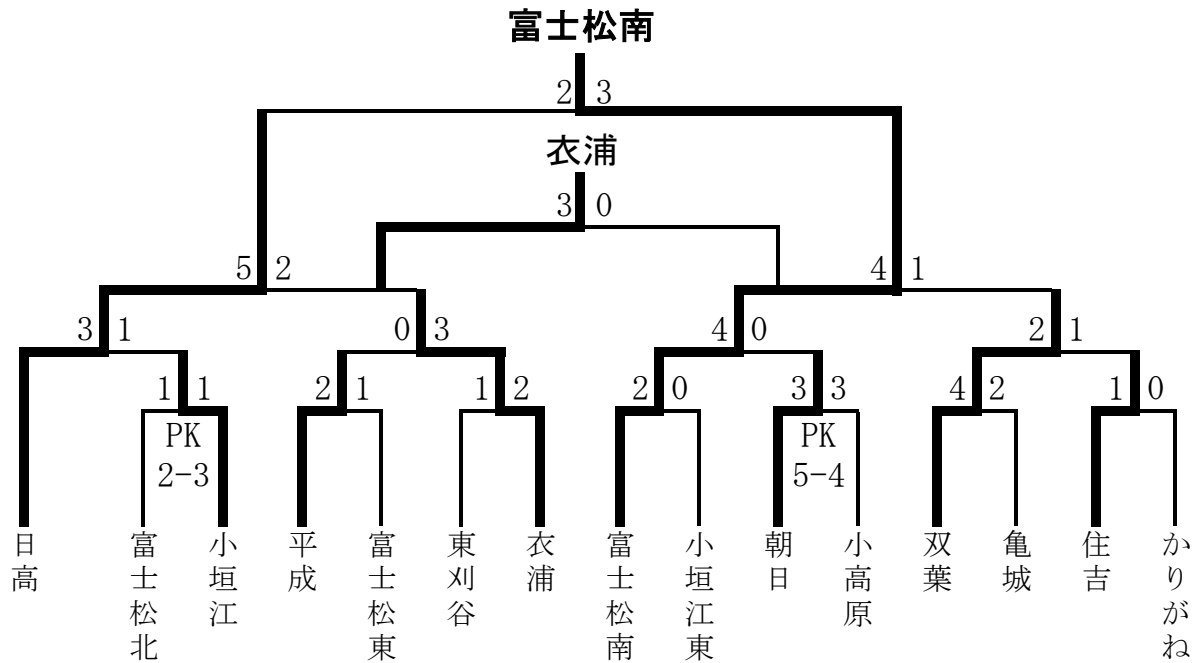 富士松南
2 3
衣浦
3 0
5 2
4 1
3 1
0 3
4 0
2 1
1 1
2 1
1 2
2 0
3 3
4 2
1 0
PK
2-3
PK
5-4
日高
富士松北
小垣江
平成
富士松東
東刈谷
衣浦
富士松南
小垣江東
朝日
小高原
双葉
亀城
住吉
かりがね